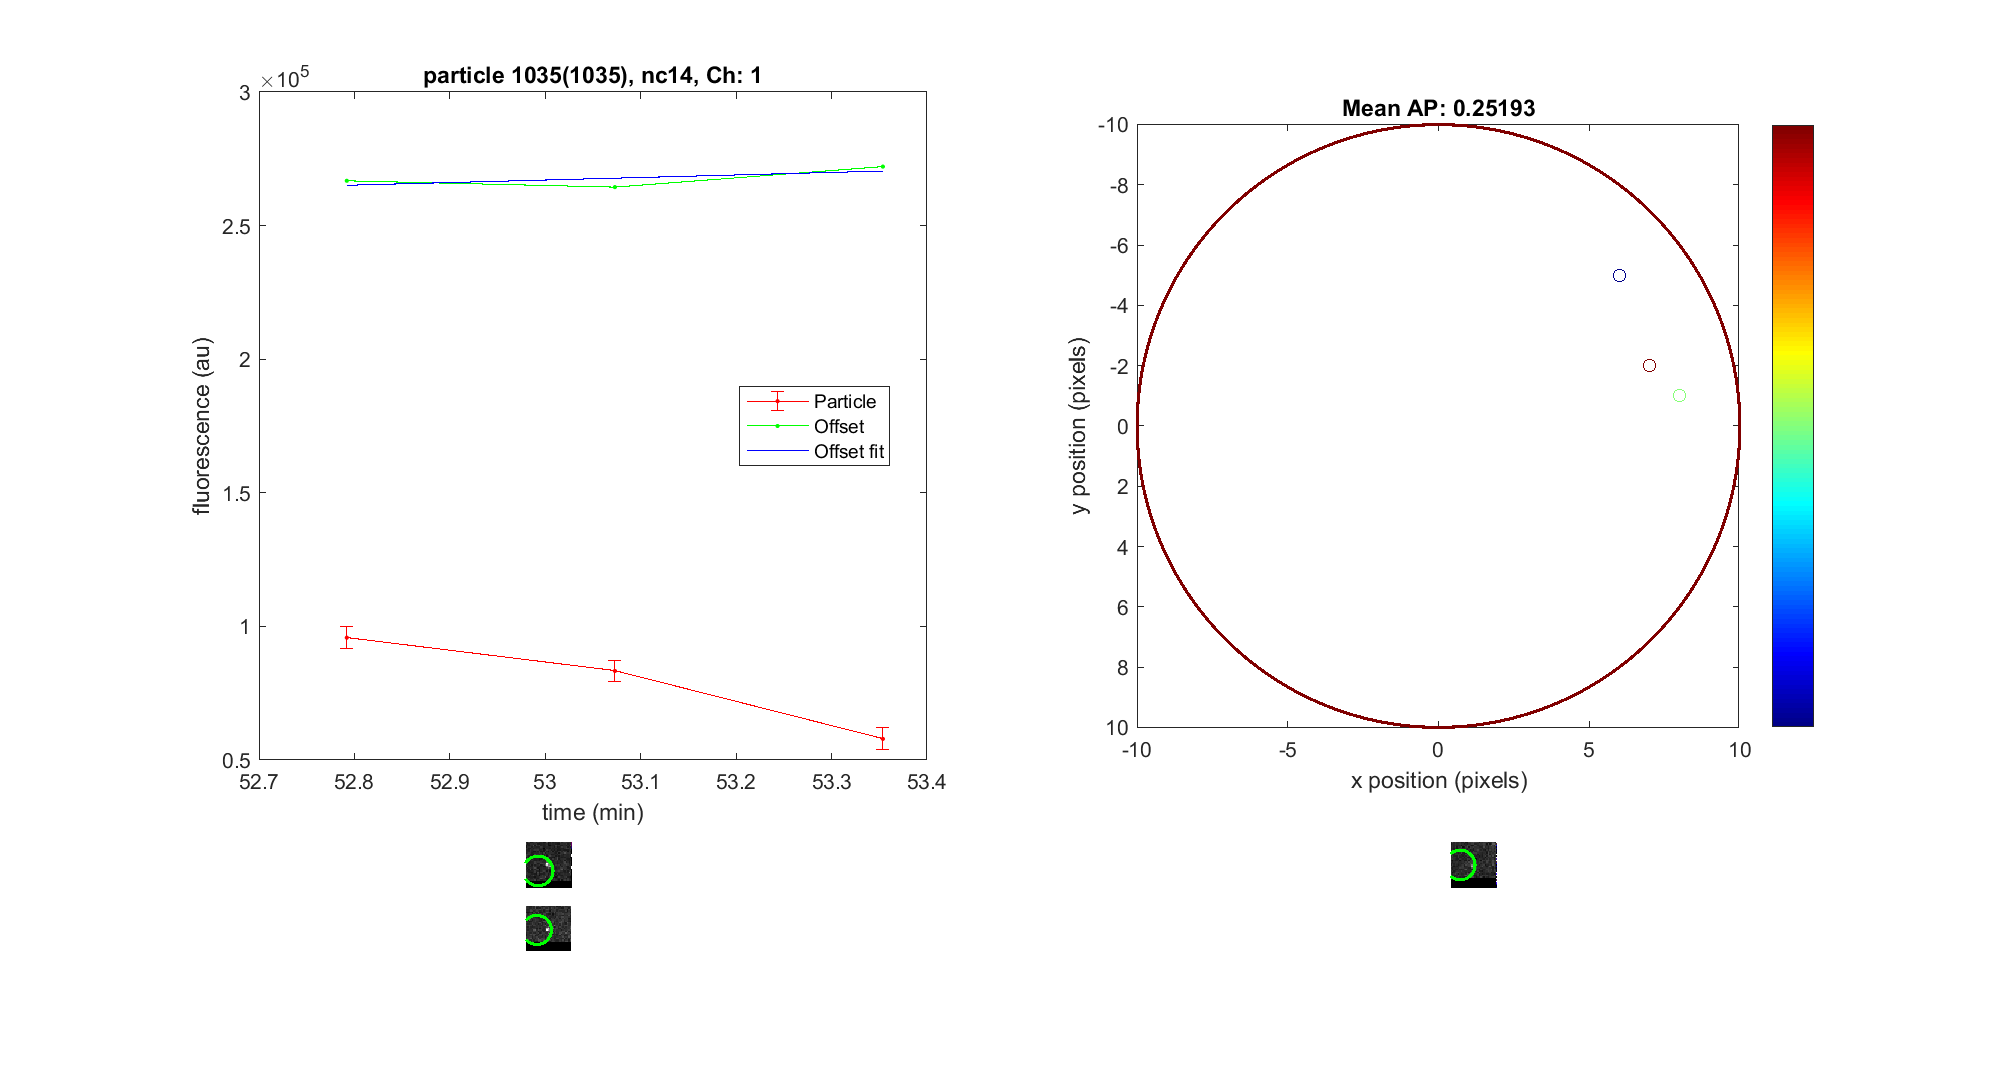 particle 1035(1035), nc14, Ch: 1
×10^5
3
2.5
2
1.5
1
0.5
52.7 52.8 52.9 53 53.1 53.2 53.3 53.4
time (min)
fluorescence (au)
Particle
Offset
Offset fit
Mean AP: 0.25193
-10
-8
-6
-4
-2
0
2
4
6
8
10
-10 -5 0 5 10
x position (pixels)
y position (pixels)